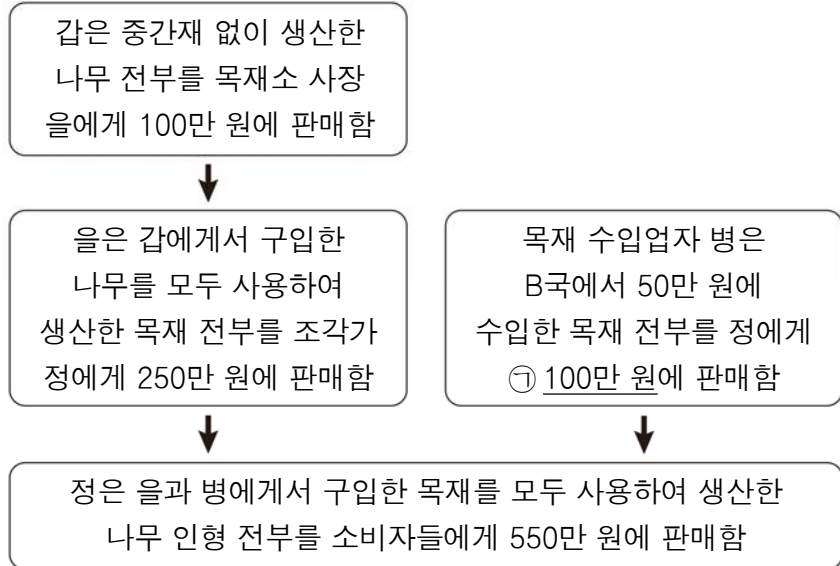 갑은 중간재 없이 생산한
나무 전부를 목재소 사장
을에게 100만 원에 판매함
을은 갑에게서 구입한
나무를 모두 사용하여
생산한 목재 전부를 조각가
정에게 250만 원에 판매함
목재 수입업자 병은
B국에서 50만 원에
수입한 목재 전부를 정에게
㉠ 100만 원에 판매함
정은 을과 병에게서 구입한 목재를 모두 사용하여 생산한
나무 인형 전부를 소비자들에게 550만 원에 판매함